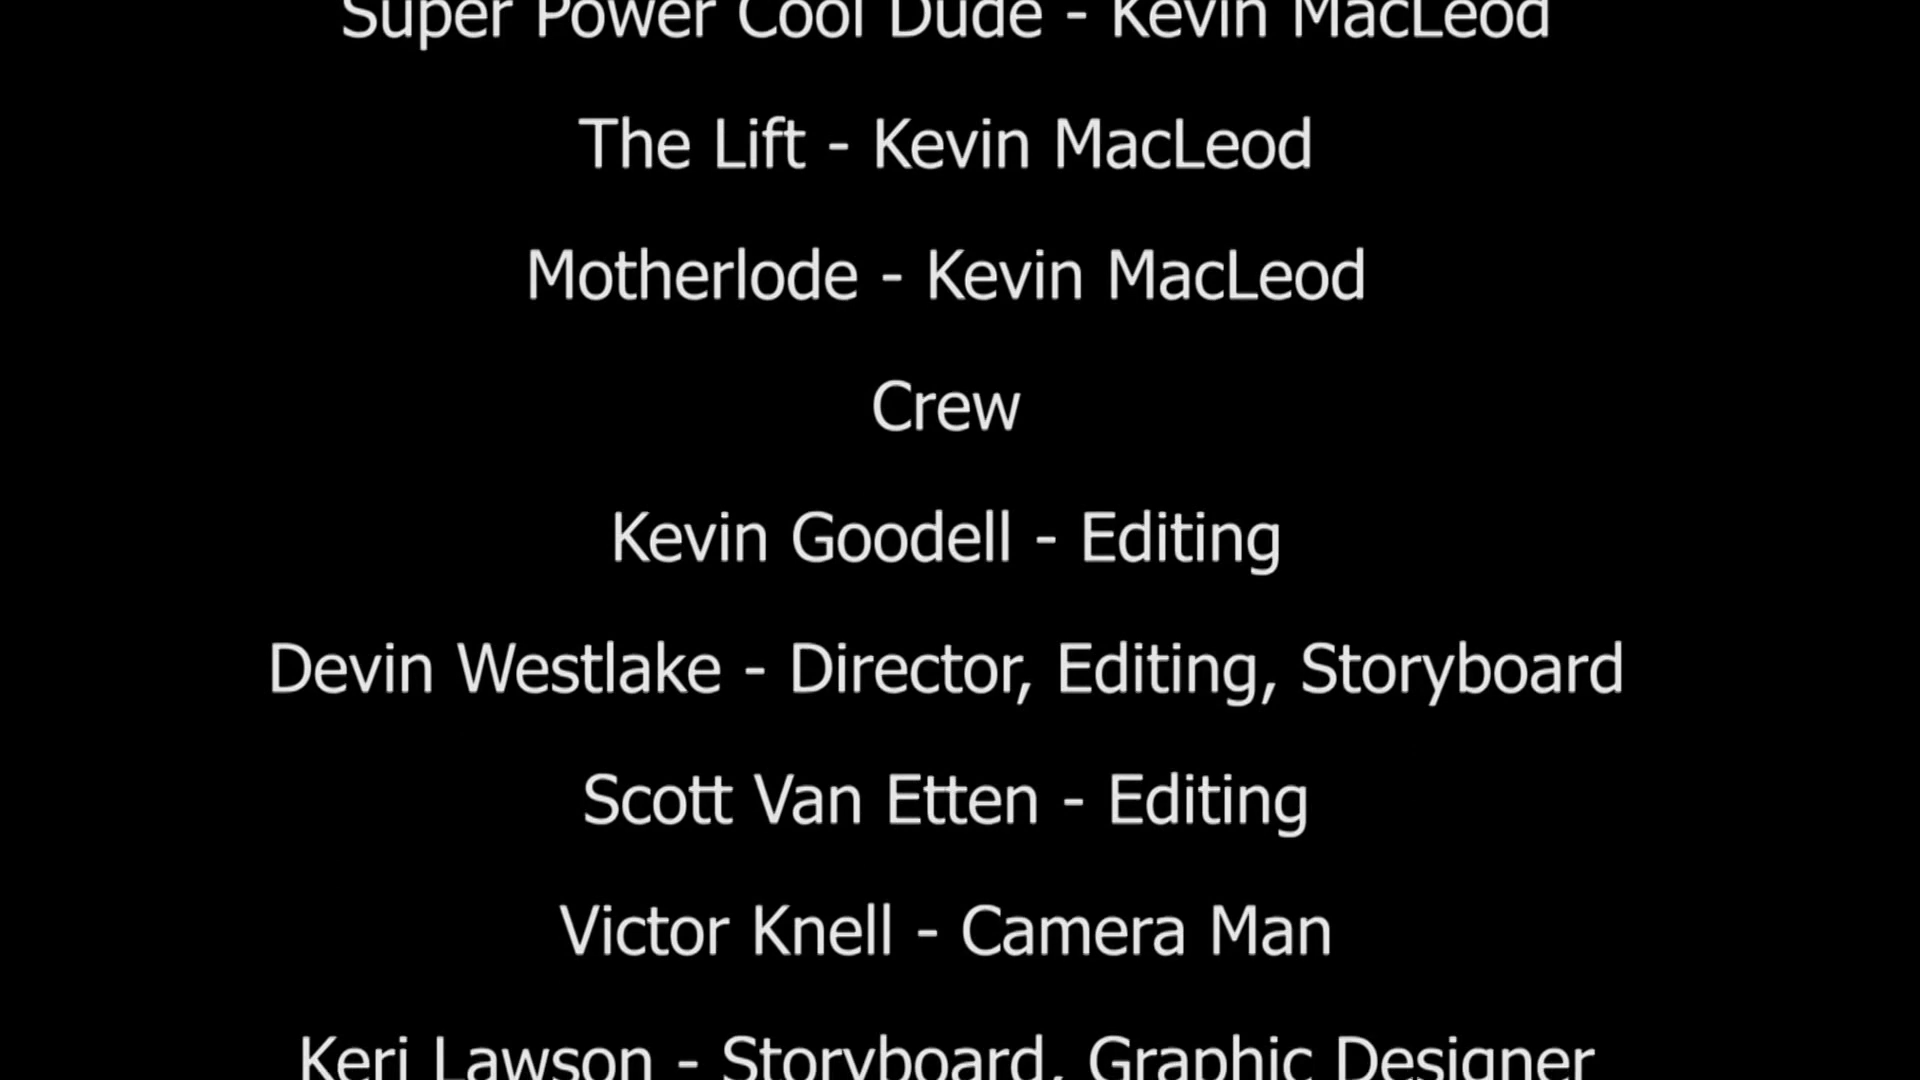 Super Power Cool Dude - Kevin MacLeod
The Lift - Kevin MacLeod
Motherlode - Kevin MacLeod
Crew
Kevin Goodell - Editing
Devin Westlake - Director, Editing, Storyboard
Scott Van Etten - Editing
Victor Knell - Camera Man
Keri Lawson - Storyboard, Graphic Designer